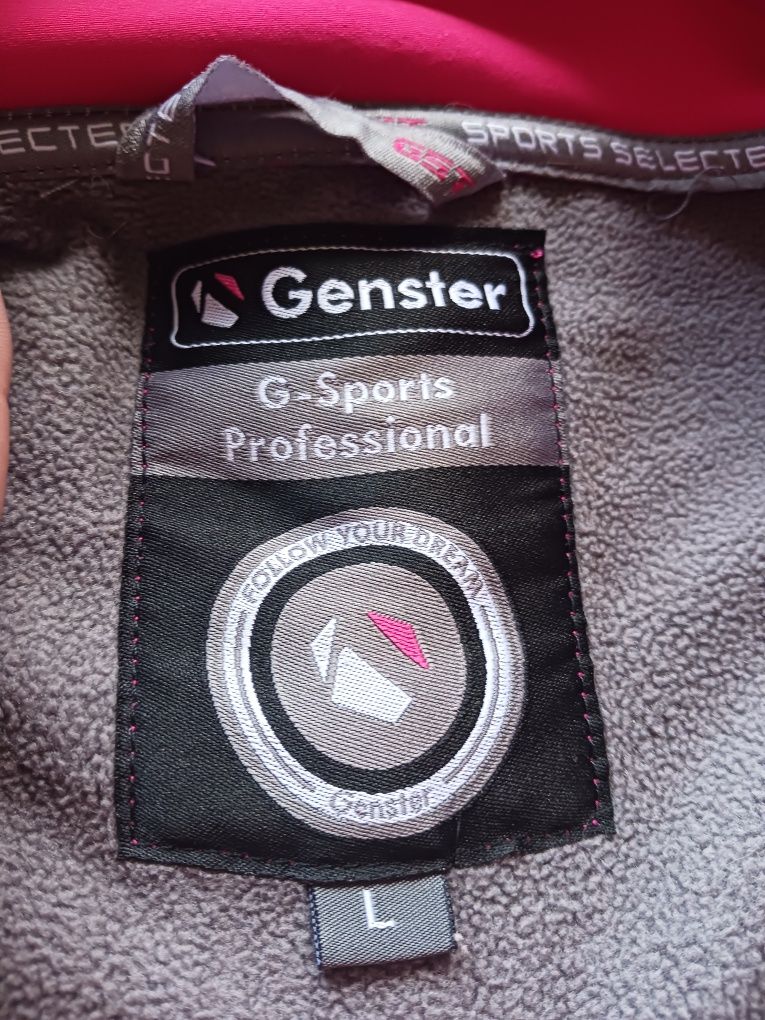 SPORTS SELECTE
Genster
G-Sports
Professional
FOLLOW YOUR DREAM
Genster
L